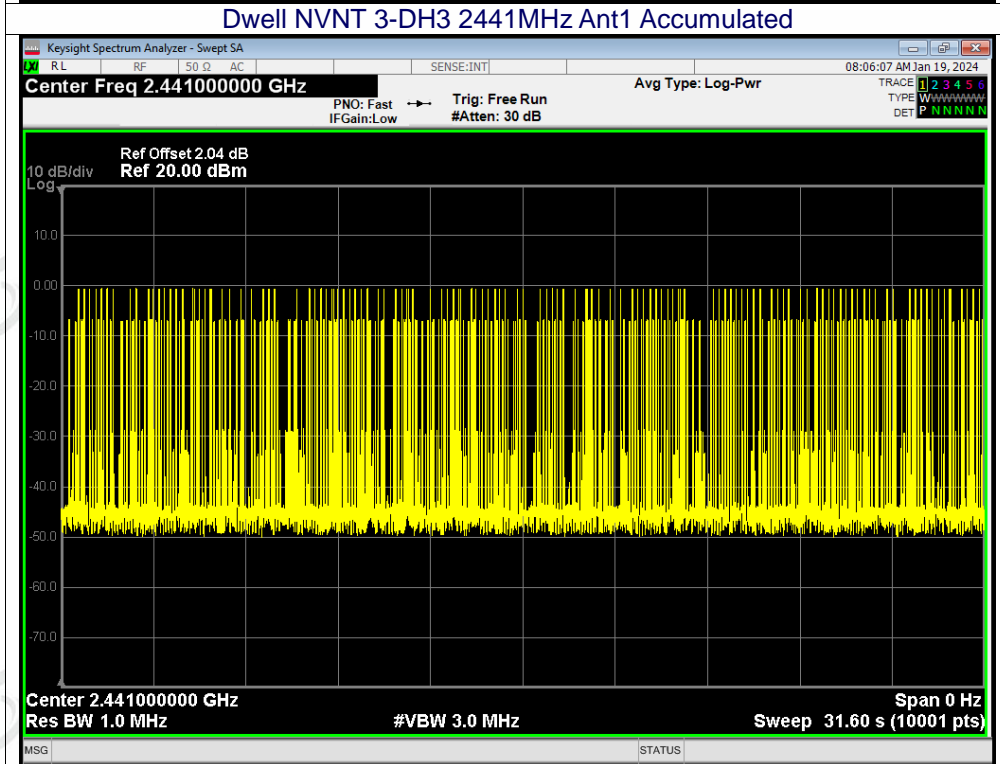 Dwell NVNT 3-DH3 2441MHz Ant1 Accumulated
Keysight Spectrum Analyzer - Swept SA
LXI RL RF 50 Ω AC SENSE:INT 08:06:07 AM Jan 19, 2024
Center Freq 2.441000000 GHz Avg Type: Log-Pwr TRACE 1 2 3 4 5 6
PNO: Fast Trig: Free Run TYPE WWWWWW
IFGain:Low #Atten: 30 dB DET P N N N N N
Ref Offset 2.04 dB
10 dB/div Ref 20.00 dBm
Log
10.0
0.00
-10.0
-20.0
-30.0
-40.0
-50.0
-60.0
-70.0
Center 2.441000000 GHz Span 0 Hz
Res BW 1.0 MHz #VBW 3.0 MHz Sweep 31.60 s (10001 pts)
MSG STATUS